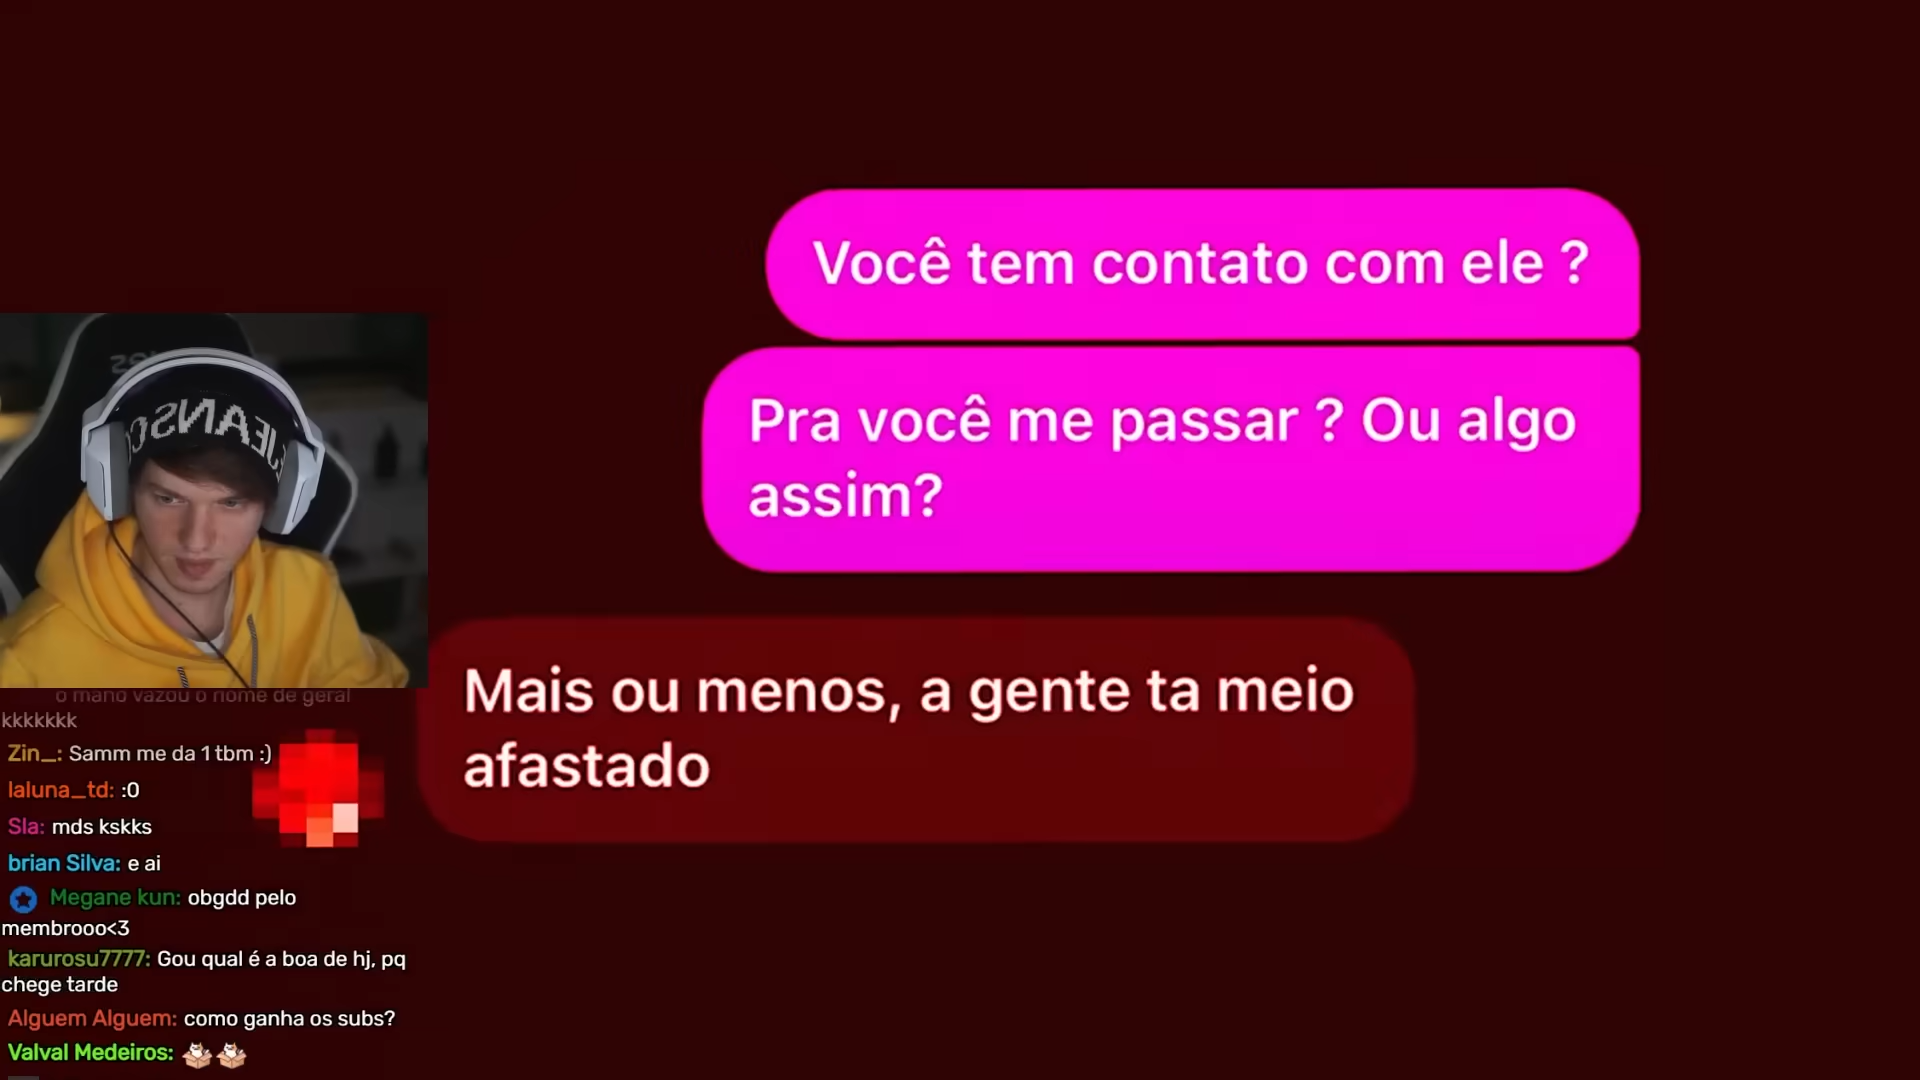 Você tem contato com ele ?
Pra você me passar ? Ou algo
assim?
Mais ou menos, a gente ta meio
afastado
o mano vazou o nome de geral
kkkkkkk
Zin_: Samm me da 1 tbm :)
laluna_td: :0
Sla: mds kskks
brian Silva: e ai
Megane kun: obgdd pelo
membrooo<3
karurosu7777: Gou qual é a boa de hj, pq
chege tarde
Alguem Alguem: como ganha os subs?
Valval Medeiros: